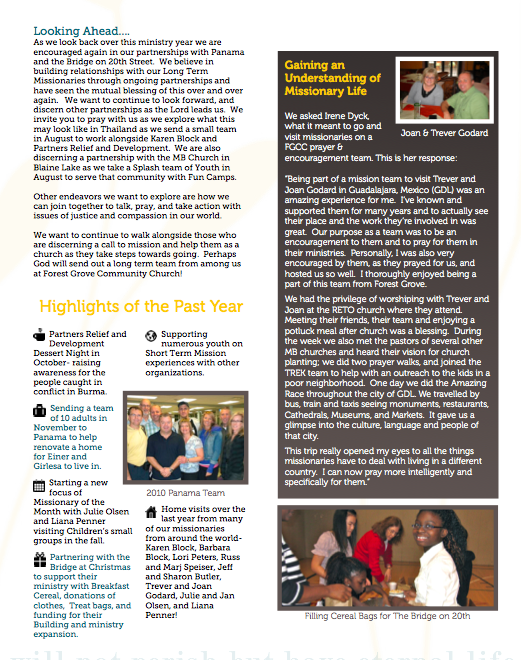 Looking Ahead....
As we look back over this ministry year we are
encouraged again in our partnerships with Panama
and the Bridge on 20th Street.  We believe in
building relationships with our Long Term
Missionaries through ongoing partnerships and
have seen the mutual blessing of this over and over
again.   We want to continue to look forward, and
discern other partnerships as the Lord leads us.  We
invite you to pray with us as we explore what this
may look like in Thailand as we send a small team
in August to work alongside Karen Block and
Partners Relief and Development.  We are also
discerning a partnership with the MB Church in
Blaine Lake as we take a Splash team of Youth in
August to serve that community with Fun Camps.
Other endeavors we want to explore are how we
can join together to talk, pray, and take action with
issues of justice and compassion in our world.
We want to continue to walk alongside those who
are discerning a call to mission and help them as a
church as they take steps towards going.  Perhaps
God will send out a long term team from among us
at Forest Grove Community Church!
Highlights of the Past Year
Partners Relief and
Development
Dessert Night in
October- raising
awareness for the
people caught in
conflict in Burma.
Sending a team
of 10 adults in
November to
Panama to help
renovate a home
for Einer and
Girlesa to live in.
Starting a new
focus of
Missionary of the
Month with Julie Olsen
and Liana Penner
visiting Children's small
groups in the fall.
Partnering with the
Bridge at Christmas
to support their
ministry with Breakfast
Cereal, donations of
clothes,  Treat bags, and
funding for their
Building and ministry
expansion.
Supporting
numerous youth on
Short Term Mission
experiences with other
organizations.
2010 Panama Team
Home visits over the
last year from many
of our missionaries
from around the world-
Karen Block, Barbara
Block, Lori Peters, Russ
and Marj Speiser, Jeff
and Sharon Butler,
Trever and Joan
Godard, Julie and Jan
Olsen, and Liana
Penner!
Gaining an
Understanding of
Missionary Life
We asked Irene Dyck,
what it meant to go and
visit missionaries on a
FGCC prayer &
encouragement team. This is her response:
Joan & Trever Godard
"Being part of a mission team to visit Trever and
Joan Godard in Guadalajara, Mexico (GDL) was an
amazing experience for me.  I've known and
supported them for many years and to actually see
their place and the work they're involved in was
great.  Our purpose as a team was to be an
encouragement to them and to pray for them in
their ministries.  Personally, I was also very
encouraged by them, as they prayed for us, and
hosted us so well.  I thoroughly enjoyed being a
part of this team from Forest Grove.
We had the privilege of worshiping with Trever and
Joan at the RETO church where they attend.
Meeting their friends, their team and enjoying a
potluck meal after church was a blessing.  During
the week we also met the pastors of several other
MB churches and heard their vision for church
planting; we did two prayer walks, and joined the
TREK team to help with an outreach to the kids in a
poor neighborhood.  One day we did the Amazing
Race throughout the city of GDL. We travelled by
bus, train and taxis seeing monuments, restaurants,
Cathedrals, Museums, and Markets.  It gave us a
glimpse into the culture, language and people of
that city.
This trip really opened my eyes to all the things
missionaries have to deal with living in a different
country.  I can now pray more intelligently and
specifically for them."
Filling Cereal Bags for The Bridge on 20th
will not perish but have eternal life